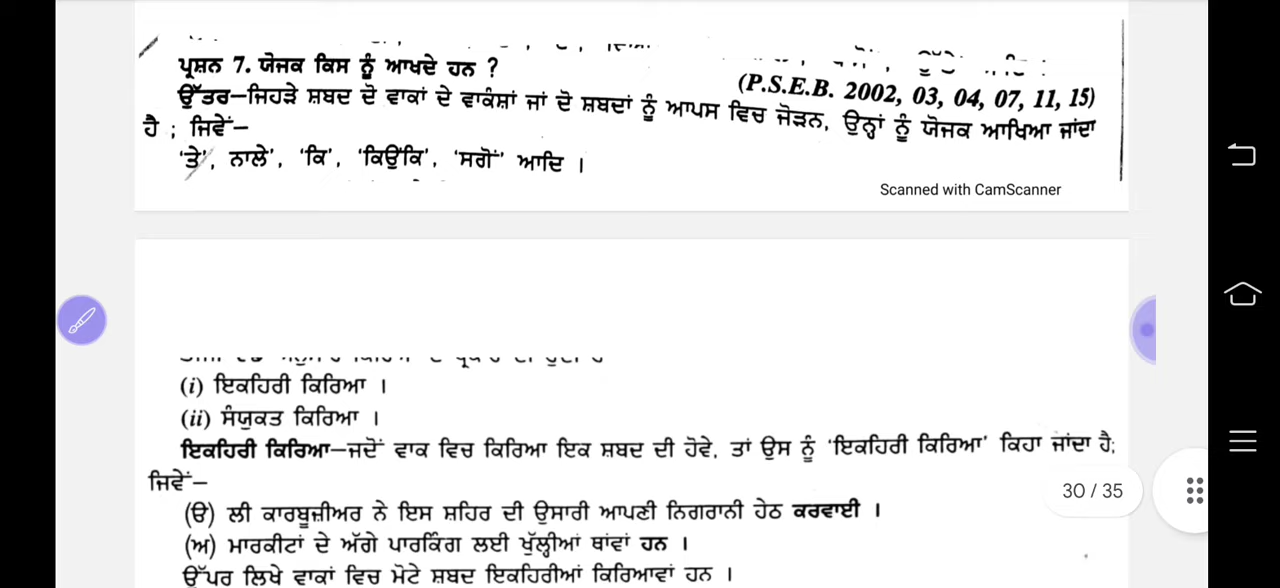 ਪ੍ਰਸ਼ਨ 7. ਯੋਜਕ ਕਿਸ ਨੂੰ ਆਖਦੇ ਹਨ ?
(P.S.E.B. 2002, 03, 04, 07, 11, 15)
ਉੱਤਰ—ਜਿਹੜੇ ਸ਼ਬਦ ਦੋ ਵਾਕਾਂ ਦੇ ਵਾਕੰਸ਼ਾਂ ਜਾਂ ਦੋ ਸ਼ਬਦਾਂ ਨੂੰ ਆਪਸ ਵਿਚ ਜੋੜਨ, ਉਨ੍ਹਾਂ ਨੂੰ ਯੋਜਕ ਆਖਿਆ ਜਾਂਦਾ
ਹੈ ; ਜਿਵੇਂ—
'ਤੇ', ਨਾਲੇ', 'ਕਿ', 'ਕਿਉਂਕਿ', 'ਸਗੋਂ' ਆਦਿ ।
Scanned with CamScanner
(i) ਇਕਹਿਰੀ ਕਿਰਿਆ ।
(ii) ਸੰਯੁਕਤ ਕਿਰਿਆ ।
ਇਕਹਿਰੀ ਕਿਰਿਆ—ਜਦੋਂ ਵਾਕ ਵਿਚ ਕਿਰਿਆ ਇਕ ਸ਼ਬਦ ਦੀ ਹੋਵੇ, ਤਾਂ ਉਸ ਨੂੰ 'ਇਕਹਿਰੀ ਕਿਰਿਆ' ਕਿਹਾ ਜਾਂਦਾ ਹੈ;
ਜਿਵੇਂ—
30 / 35
(ੳ) ਲੀ ਕਾਰਬੂਜ਼ੀਅਰ ਨੇ ਇਸ ਸ਼ਹਿਰ ਦੀ ਉਸਾਰੀ ਆਪਣੀ ਨਿਗਰਾਨੀ ਹੇਠ ਕਰਵਾਈ ।
(ਅ) ਮਾਰਕੀਟਾਂ ਦੇ ਅੱਗੇ ਪਾਰਕਿੰਗ ਲਈ ਖੁੱਲ੍ਹੀਆਂ ਥਾਂਵਾਂ ਹਨ ।
ਉੱਪਰ ਲਿਖੇ ਵਾਕਾਂ ਵਿਚ ਮੋਟੇ ਸ਼ਬਦ ਇਕਹਿਰੀਆਂ ਕਿਰਿਆਵਾਂ ਹਨ ।